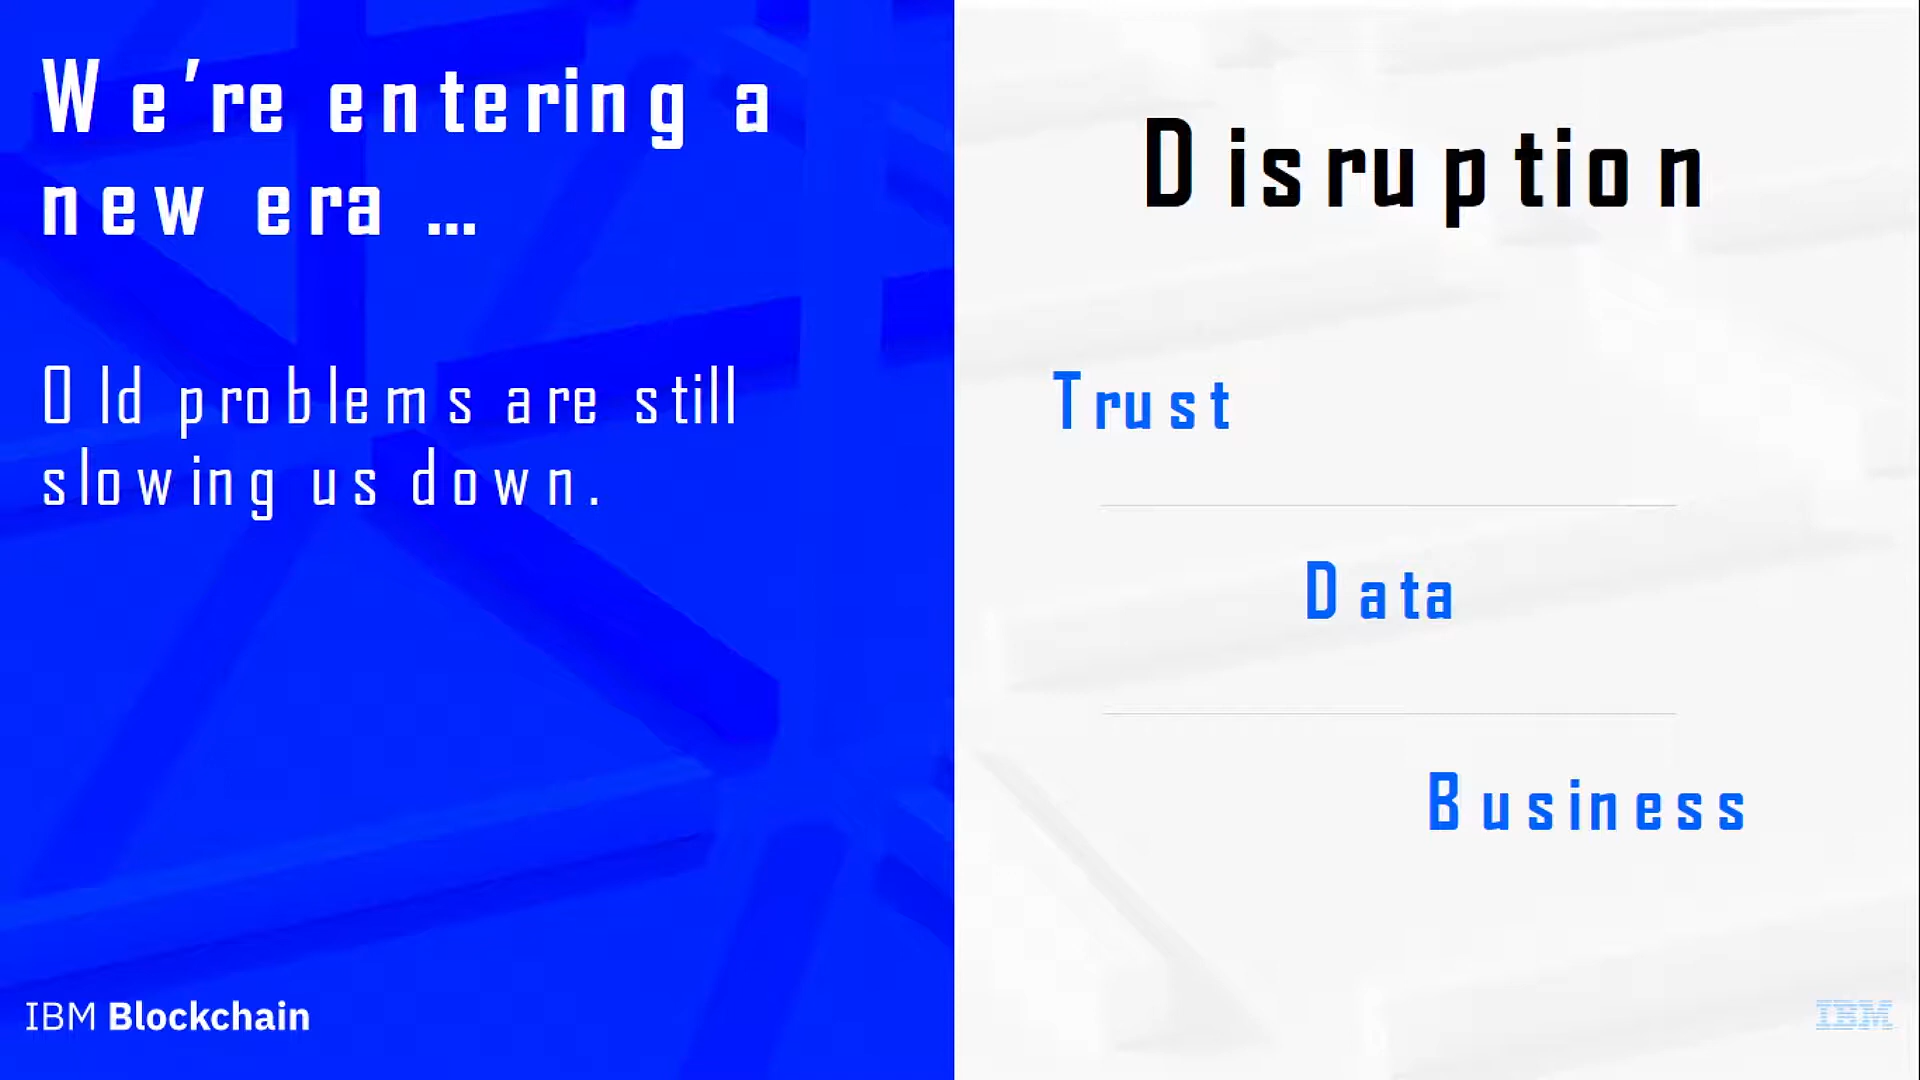 We’re entering a
new era ...
Old problems are still
slowing us down.
IBM Blockchain
Disruption
Trust
Data
Business
IBM